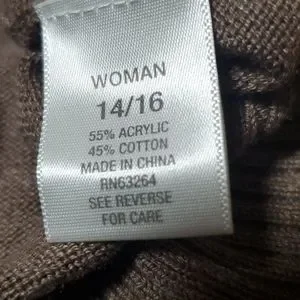 WOMAN
14/16
55% ACRYLIC
45% COTTON
MADE IN CHINA
RN63264
SEE REVERSE
FOR CARE